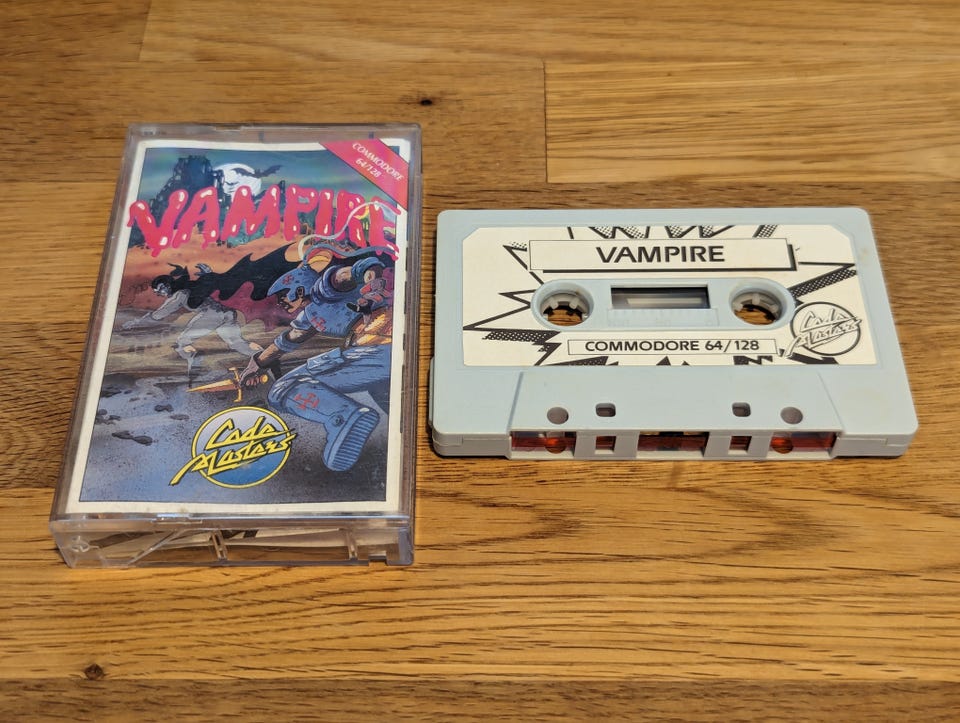 COMMODORE
64/128
VAMPIRE
Code
Masters
VAMPIRE
Code
Masters
COMMODORE 64/128